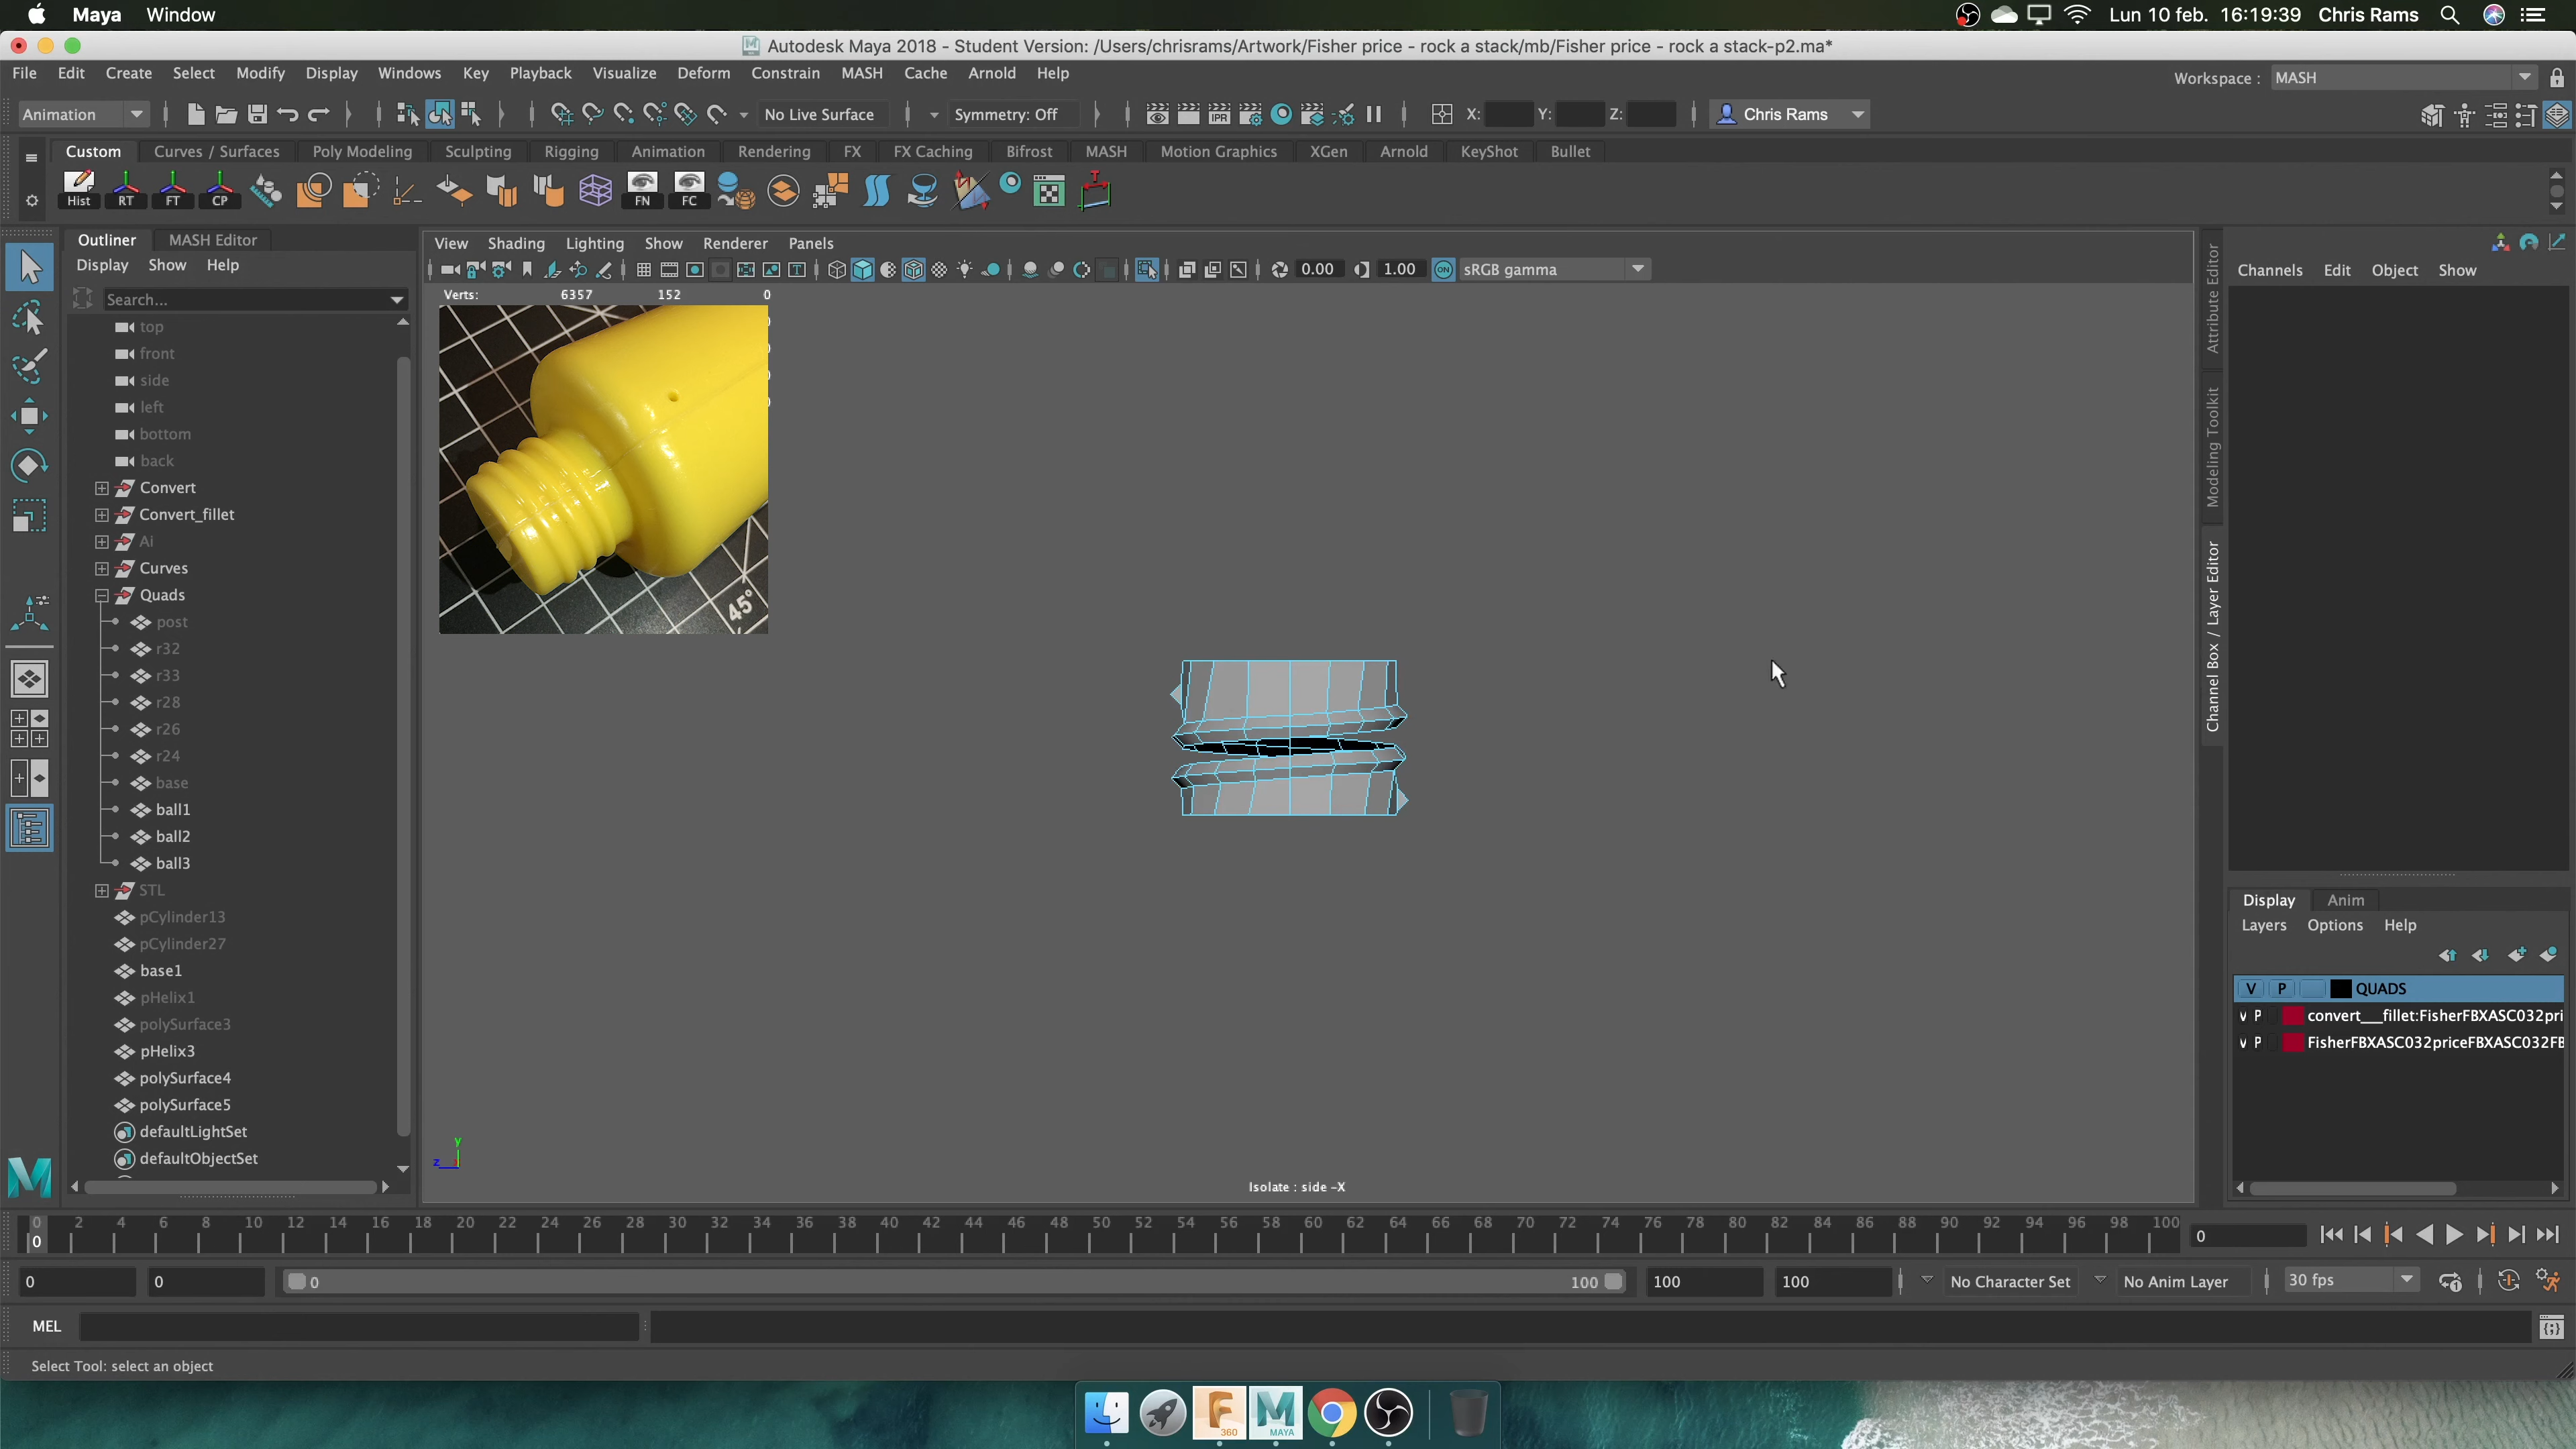 Maya Window Lun 10 feb. 16:19:39 Chris Rams
Autodesk Maya 2018 - Student Version: /Users/chrisrams/Artwork/Fisher price - rock a stack/mb/Fisher price - rock a stack-p2.ma*
File Edit Create Select Modify Display Windows Key Playback Visualize Deform Constrain MASH Cache Arnold Help Workspace : MASH
Animation No Live Surface Symmetry: Off IPR X: Y: Z: Chris Rams
Custom Curves / Surfaces Poly Modeling Sculpting Rigging Animation Rendering FX FX Caching Bifrost MASH Motion Graphics XGen Arnold KeyShot Bullet
Hist RT FT CP FN FC T
Outliner MASH Editor
Display Show Help
Search...
top
front
side
left
bottom
back
Convert
Convert_fillet
Ai
Curves
Quads
post
r32
r33
r28
r26
r24
base
ball1
ball2
ball3
STL
pCylinder13
pCylinder27
base1
pHelix1
polySurface3
pHelix3
polySurface4
polySurface5
defaultLightSet
defaultObjectSet
View Shading Lighting Show Renderer Panels
0.00 1.00 ON sRGB gamma
Verts: 6357 152 0
45°
y
z
Isolate : side -X
Attribute Editor
Modeling Toolkit
Channel Box / Layer Editor
Channels Edit Object Show
Display Anim
Layers Options Help
V P QUADS
V P convert___fillet:FisherFBXASC032pri
V P FisherFBXASC032priceFBXASC032FB
0 2 4 6 8 10 12 14 16 18 20 22 24 26 28 30 32 34 36 38 40 42 44 46 48 50 52 54 56 58 60 62 64 66 68 70 72 74 76 78 80 82 84 86 88 90 92 94 96 98 100
0 0
0 0 0 100 100 100 No Character Set No Anim Layer 30 fps
MEL
Select Tool: select an object
F 360 M MAYA